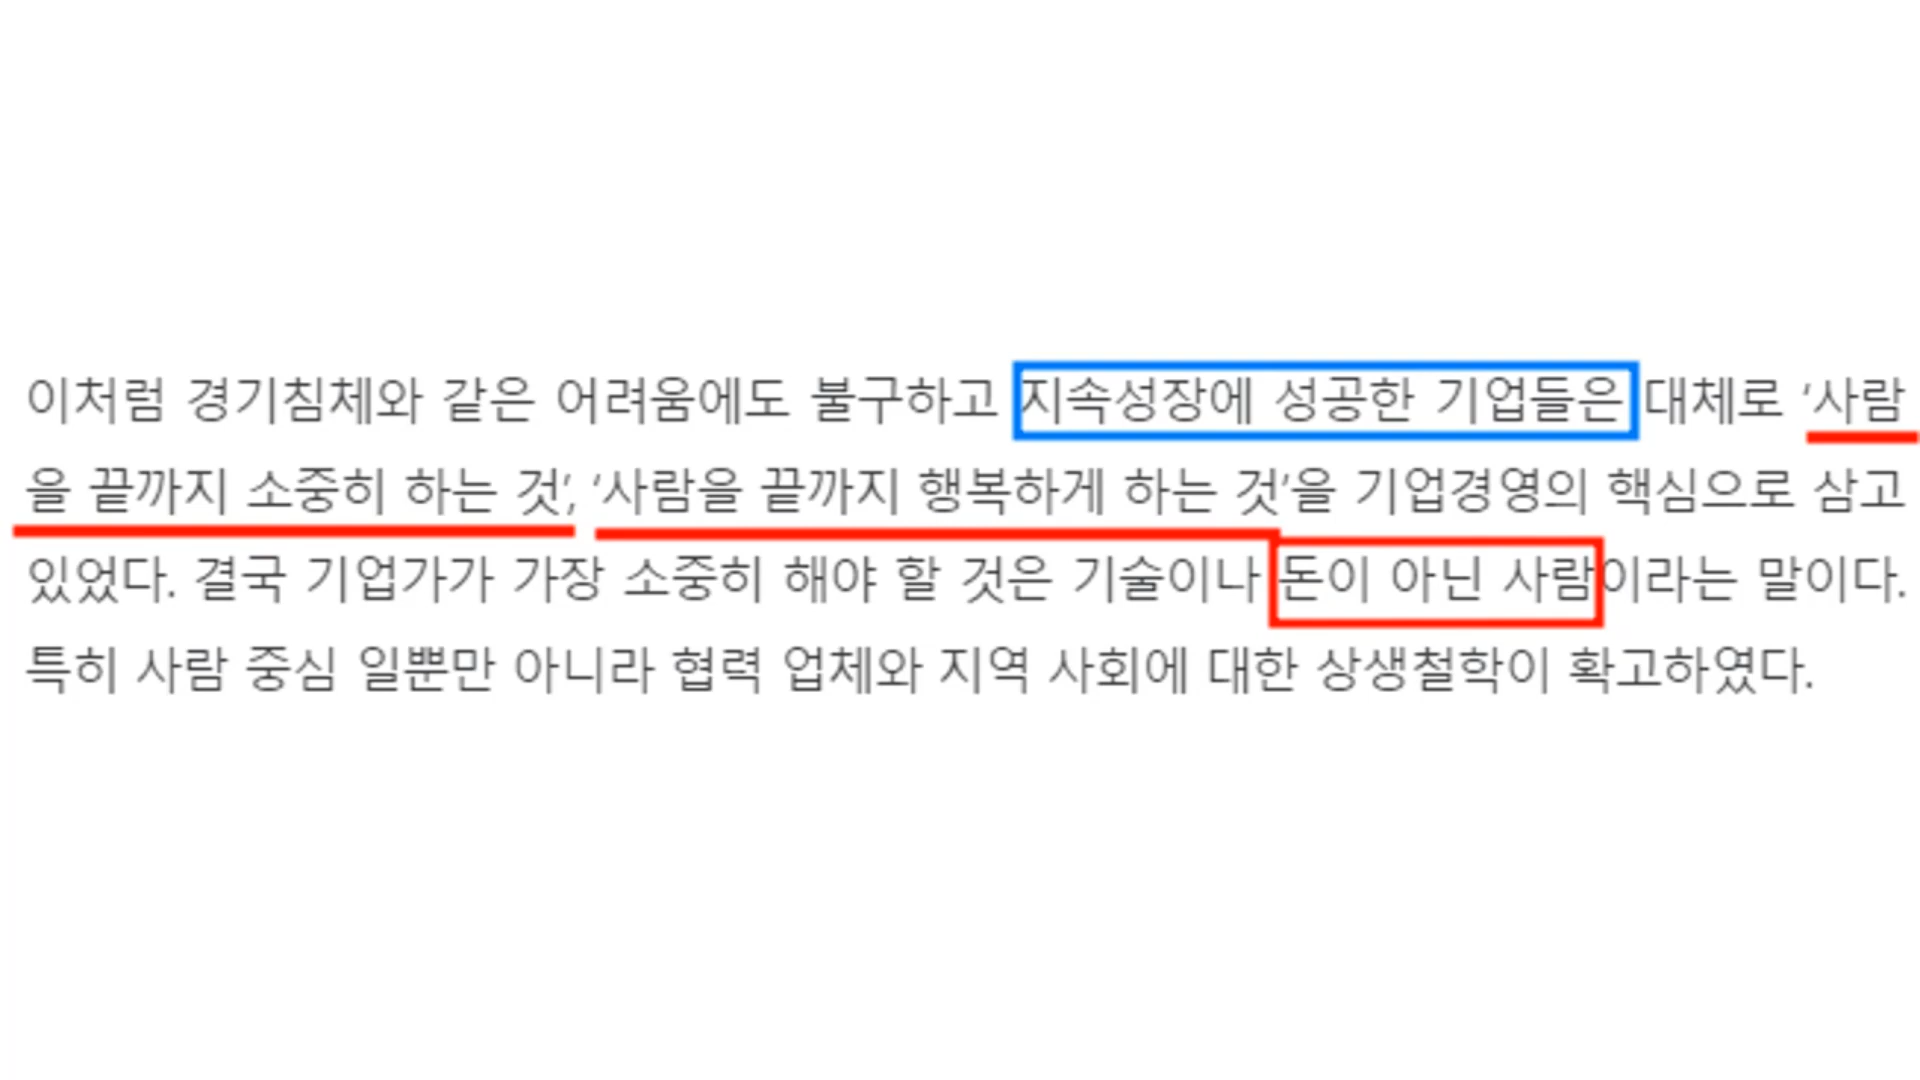 이처럼 경기침체와 같은 어려움에도 불구하고 지속성장에 성공한 기업들은 대체로 ‘사람
을 끝까지 소중히 하는 것’, ‘사람을 끝까지 행복하게 하는 것’을 기업경영의 핵심으로 삼고
있었다. 결국 기업가가 가장 소중히 해야 할 것은 기술이나 돈이 아닌 사람이라는 말이다.
특히 사람 중심 일뿐만 아니라 협력 업체와 지역 사회에 대한 상생철학이 확고하였다.